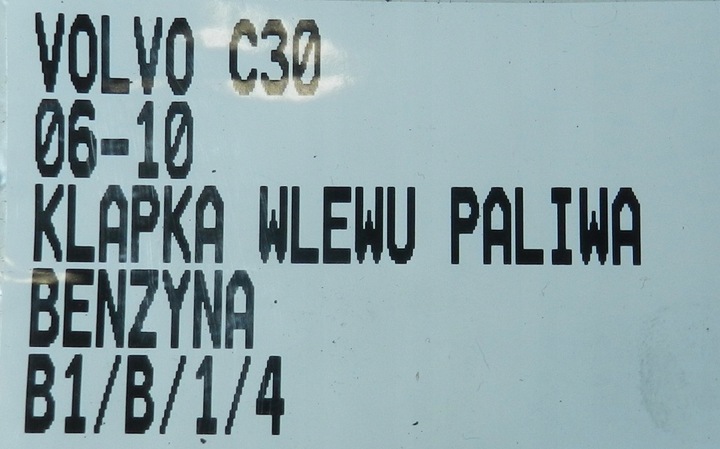 VOLVO C30
06-10
KLAPKA WLEWU PALIWA
BENZYNA
B1/B/1/4